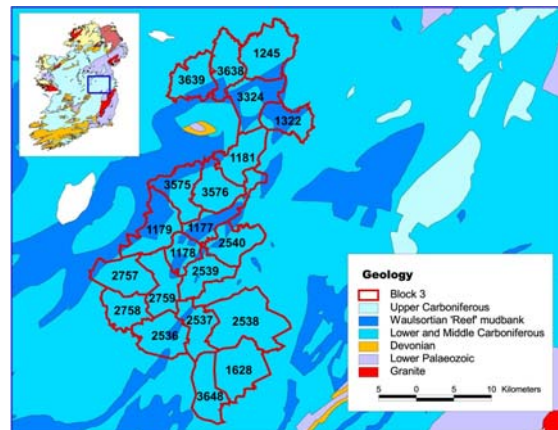 1245
3638
3639
3324
1322
1181
3575
3576
1177
1179
2540
1178
2757
2539
2759
2758
2537
2538
2536
1628
3648
Geology
Block 3
Upper Carboniferous
Waulsortian 'Reef' mudbank
Lower and Middle Carboniferous
Devonian
Lower Palaeozoic
Granite
5 0 5 10 Kilometers